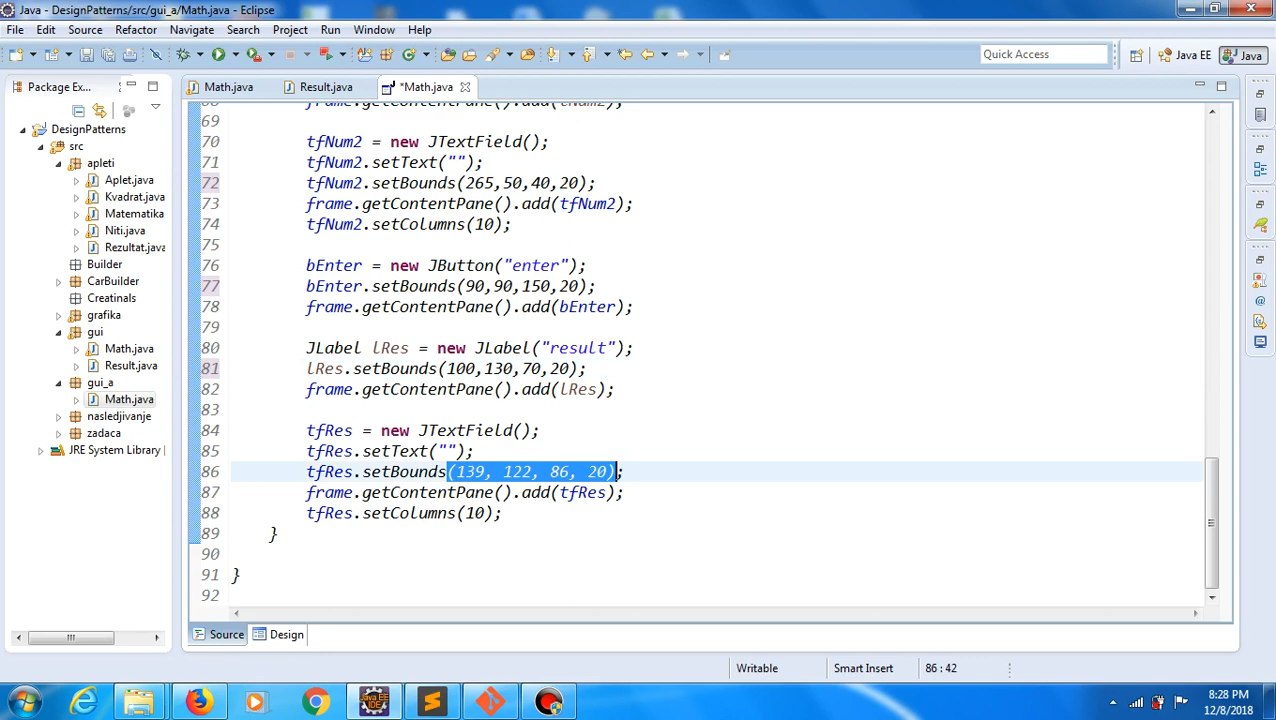 Java - DesignPatterns/src/gui_a/Math.java - Eclipse
File Edit Source Refactor Navigate Search Project Run Window Help
Quick Access
Java EE
Java
Package Ex...
Math.java
Result.java
*Math.java
DesignPatterns
src
apleti
Aplet.java
Kvadrat.java
Matematika
Niti.java
Rezultat.java
Builder
CarBuilder
Creatinals
grafika
gui
Math.java
Result.java
gui_a
Math.java
nasledjivanje
zadaca
JRE System Library [
68 frame.getContentPane().add(lNum2);
69
70 tfNum2 = new JTextField();
71 tfNum2.setText("");
72 tfNum2.setBounds(265,50,40,20);
73 frame.getContentPane().add(tfNum2);
74 tfNum2.setColumns(10);
75
76 bEnter = new JButton("enter");
77 bEnter.setBounds(90,90,150,20);
78 frame.getContentPane().add(bEnter);
79
80 JLabel lRes = new JLabel("result");
81 lRes.setBounds(100,130,70,20);
82 frame.getContentPane().add(lRes);
83
84 tfRes = new JTextField();
85 tfRes.setText("");
86 tfRes.setBounds(139, 122, 86, 20);
87 frame.getContentPane().add(tfRes);
88 tfRes.setColumns(10);
89 }
90
91 }
92
Source Design
Writable Smart Insert 86 : 42
Java EE
IDE
8:28 PM
12/8/2018